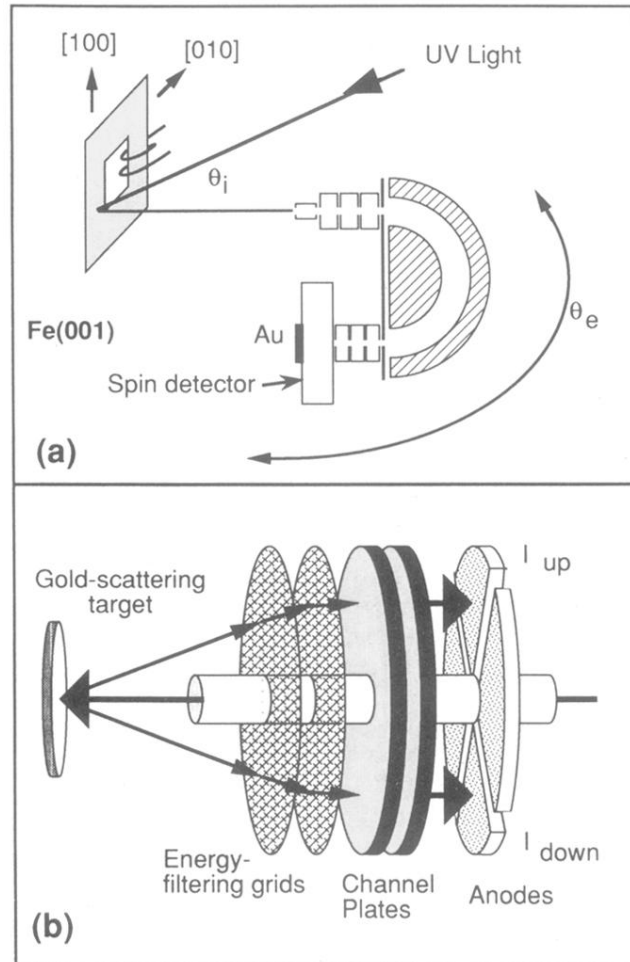 [100]
[010]
UV Light
θi
Fe(001)
Au
θe
Spin detector
(a)
Gold-scattering
target
I up
Energy-
filtering grids
Channel
Plates
I down
Anodes
(b)